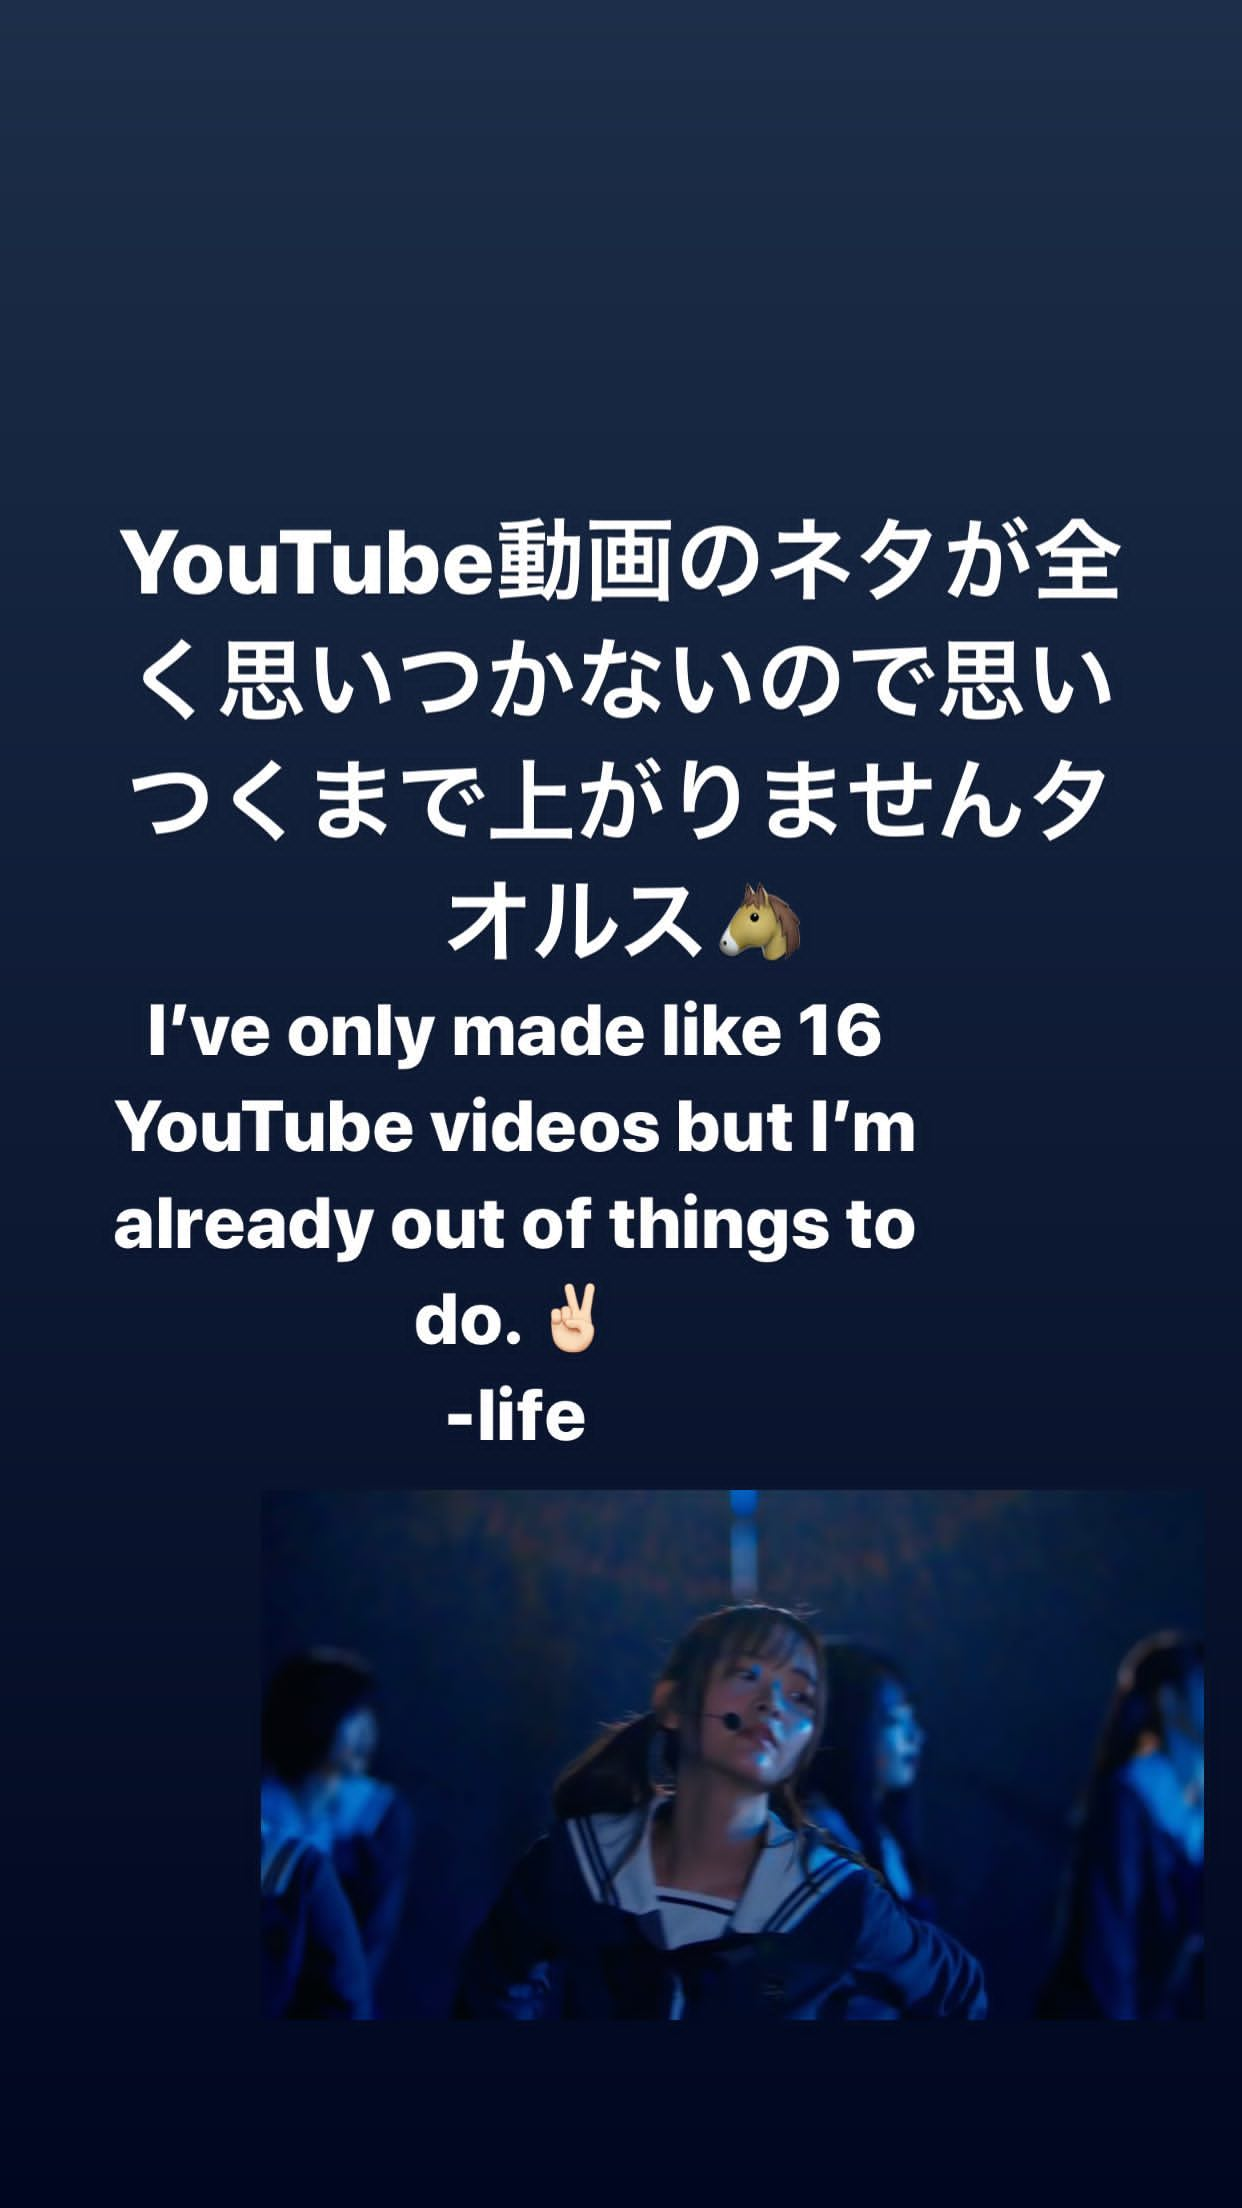 YouTube動画のネタが全
く思いつかないので思い
つくまで上がりませんタ
オルス🐴
I’ve only made like 16
YouTube videos but I’m
already out of things to
do. ✌🏻
-life